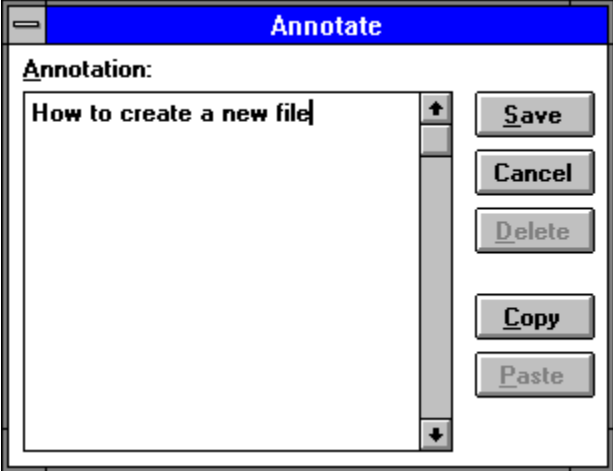 Annotate
Annotation:
How to create a new file
Save
Cancel
Delete
Copy
Paste